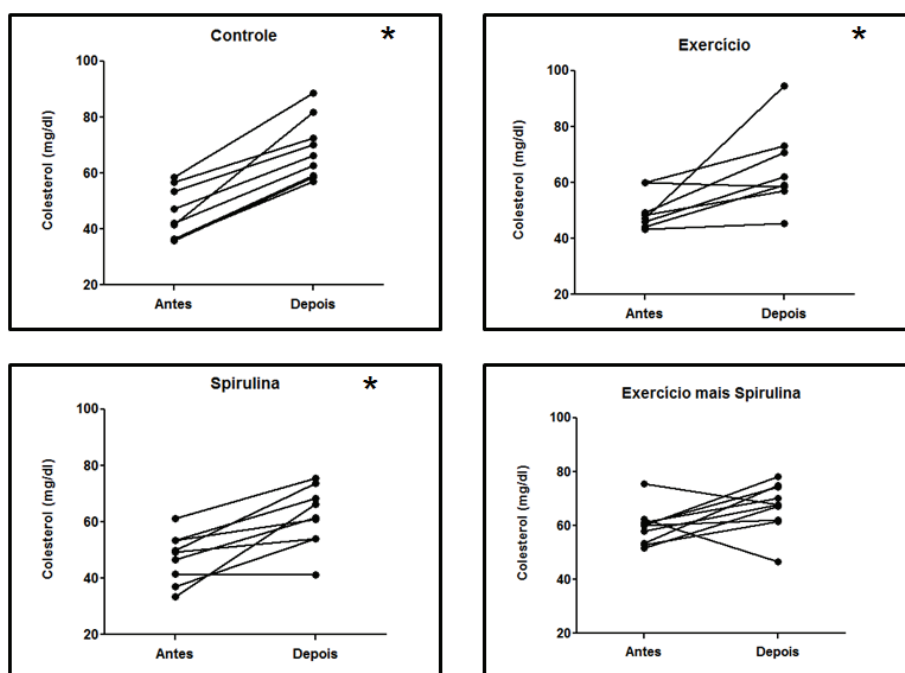 Controle *
Colesterol (mg/dl)
100
80
60
40
20
Antes Depois
Exercício *
Colesterol (mg/dl)
100
80
60
40
20
Antes Depois
Spirulina *
Colesterol (mg/dl)
100
80
60
40
20
Antes Depois
Exercício mais Spirulina
Colesterol (mg/dl)
100
80
60
40
20
Antes Depois